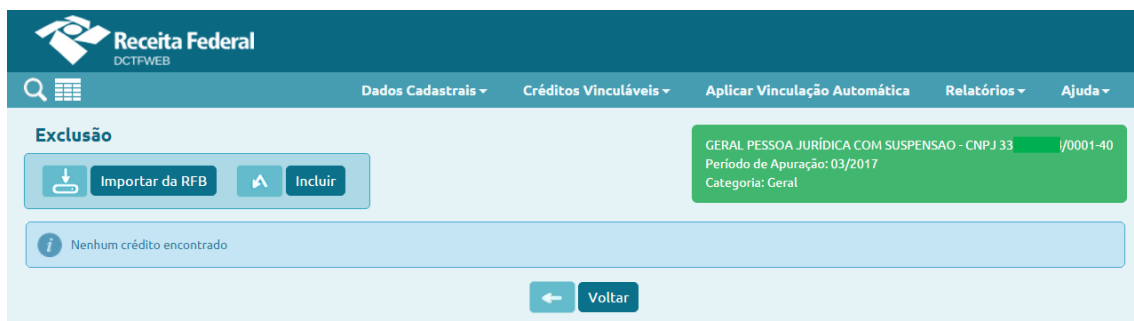 Receita Federal
DCTFWEB
Dados Cadastrais Créditos Vinculáveis Aplicar Vinculação Automática Relatórios Ajuda
Exclusão
Importar da RFB Incluir
GERAL PESSOA JURÍDICA COM SUSPENSAO - CNPJ 33 /0001-40
Período de Apuração: 03/2017
Categoria: Geral
Nenhum crédito encontrado
Voltar